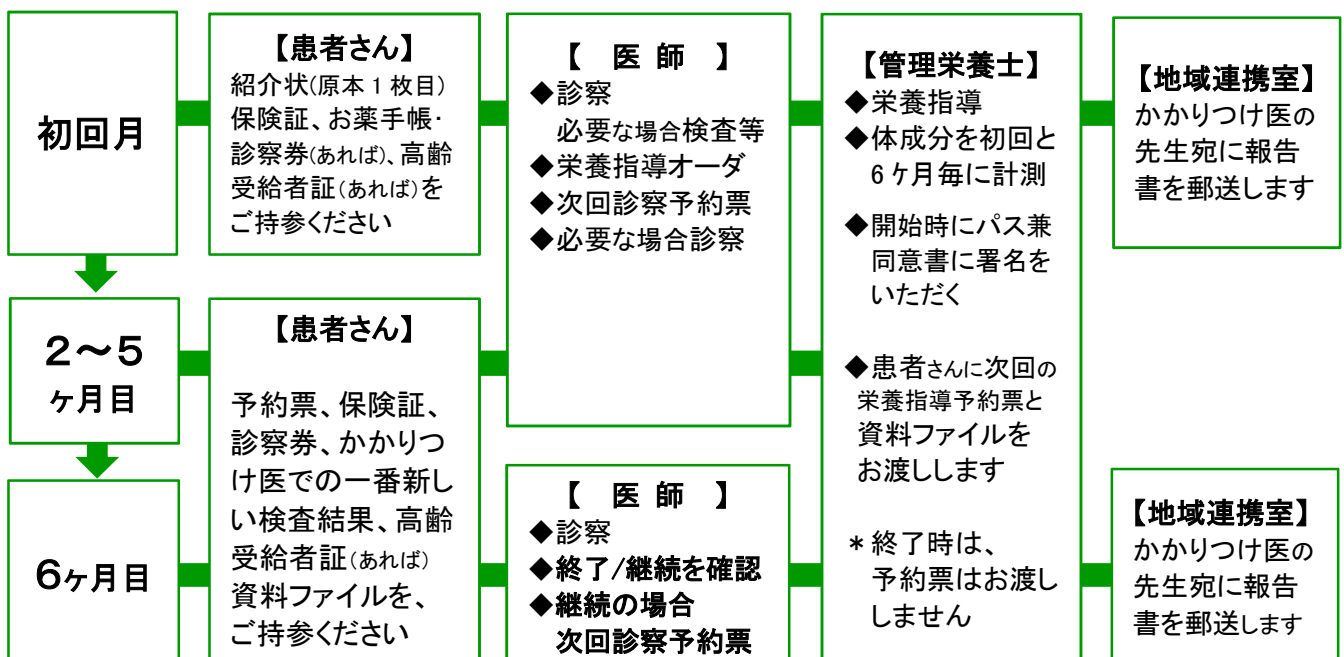 初回月
【患者さん】
紹介状(原本１枚目)
保険証、お薬手帳・
診察券(あれば)、高齢
受給者証(あれば)を
ご持参ください
【　医 師　】
◆診察
必要な場合検査等
◆栄養指導オーダ
◆次回診察予約票
◆必要な場合診察
【管理栄養士】
◆栄養指導
◆体成分を初回と
６ヶ月毎に計測
◆開始時にパス兼
同意書に署名を
いただく
◆患者さんに次回の
栄養指導予約票と
資料ファイルを
お渡しします
＊終了時は、
予約票はお渡し
しません
【地域連携室】
かかりつけ医の
先生宛に報告
書を郵送します
２～５
ヶ月目
【患者さん】
予約票、保険証、
診察券、かかりつ
け医での一番新し
い検査結果、高齢
受給者証(あれば)
資料ファイルを、
ご持参ください
６ヶ月目
【　医 師　】
◆診察
◆終了/継続を確認
◆継続の場合
次回診察予約票
【地域連携室】
かかりつけ医の
先生宛に報告
書を郵送します